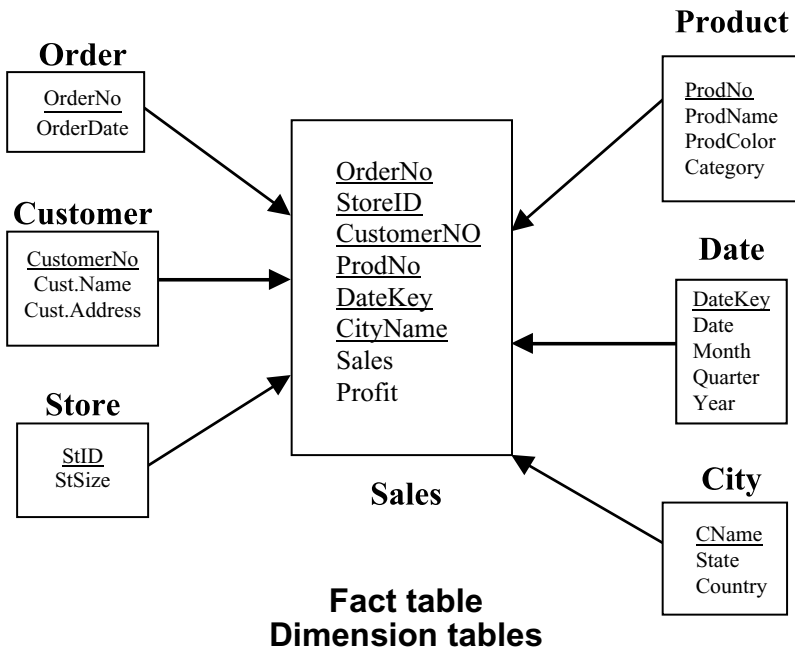 Order
OrderNo
OrderDate
Customer
CustomerNo
Cust.Name
Cust.Address
Store
StID
StSize
OrderNo
StoreID
CustomerNO
ProdNo
DateKey
CityName
Sales
Profit
Sales
Product
ProdNo
ProdName
ProdColor
Category
Date
DateKey
Date
Month
Quarter
Year
City
CName
State
Country
Fact table
Dimension tables